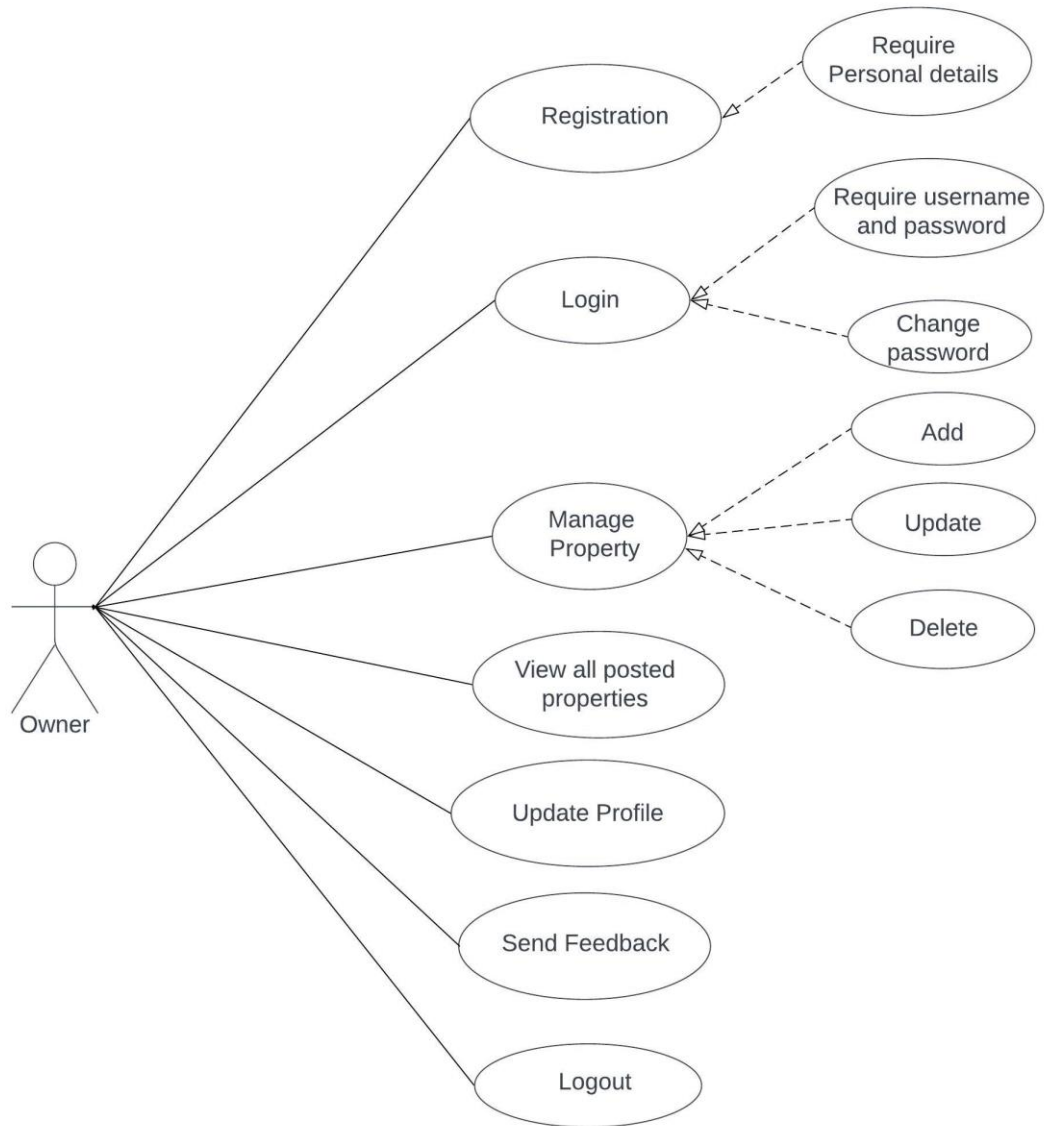 Require
Personal details
Registration
Require username
and password
Login
Change
password
Add
Manage
Property
Update
Delete
View all posted
properties
Owner
Update Profile
Send Feedback
Logout